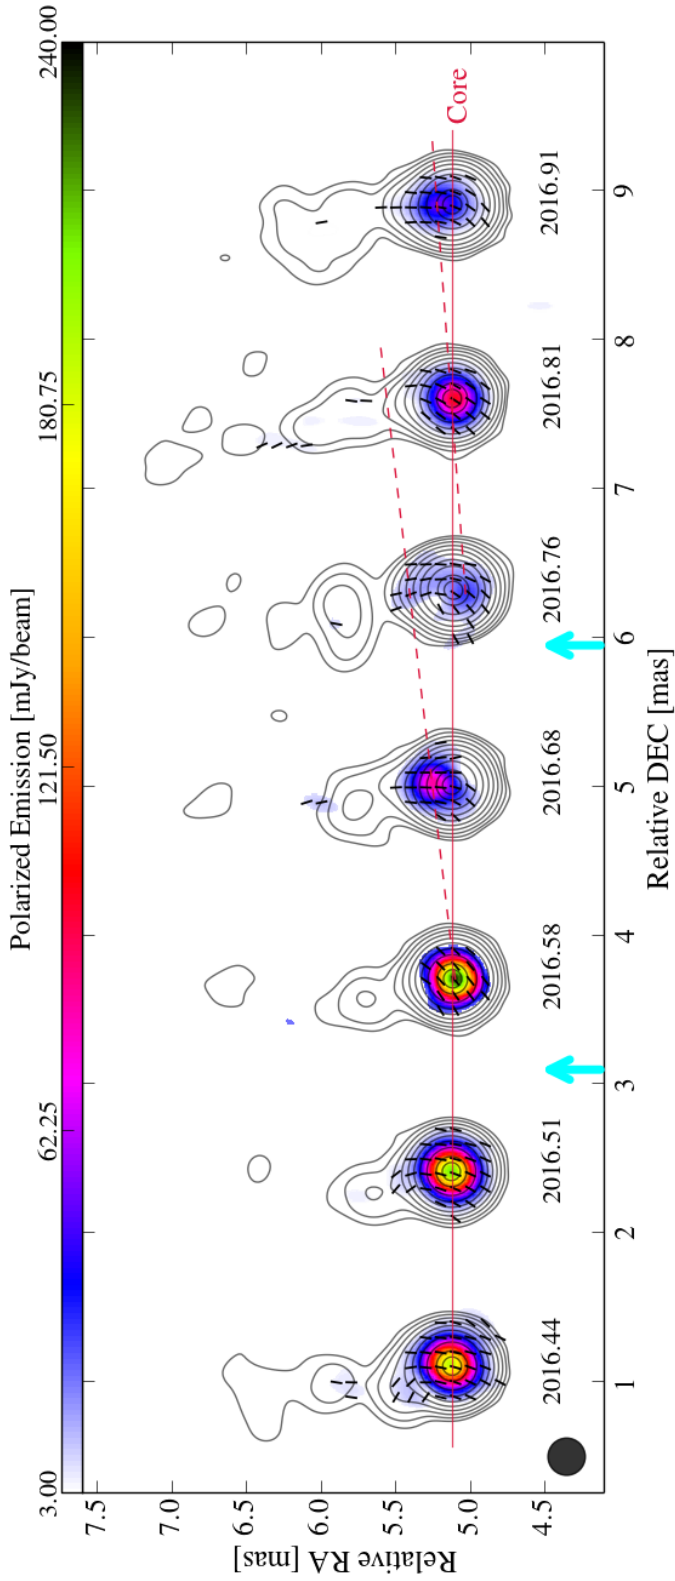 Polarized Emission [mJy/beam]
3.00 62.25 121.50 180.75 240.00
Relative RA [mas]
7.5
7.0
6.5
6.0
5.5
5.0
4.5
Core
2016.44 2016.51 2016.58 2016.68 2016.76 2016.81 2016.91
1 2 3 4 5 6 7 8 9
Relative DEC [mas]